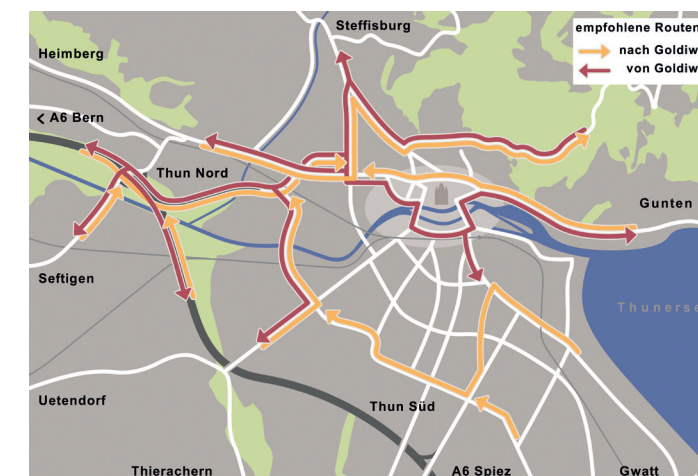 Steffisburg
empfohlene Routen
nach Goldiw
von Goldiw
Heimberg
A6 Bern
Thun Nord
Gunten
Seftigen
Thunerse
Uetendorf
Thun Süd
Thierachern
A6 Spiez
Gwatt